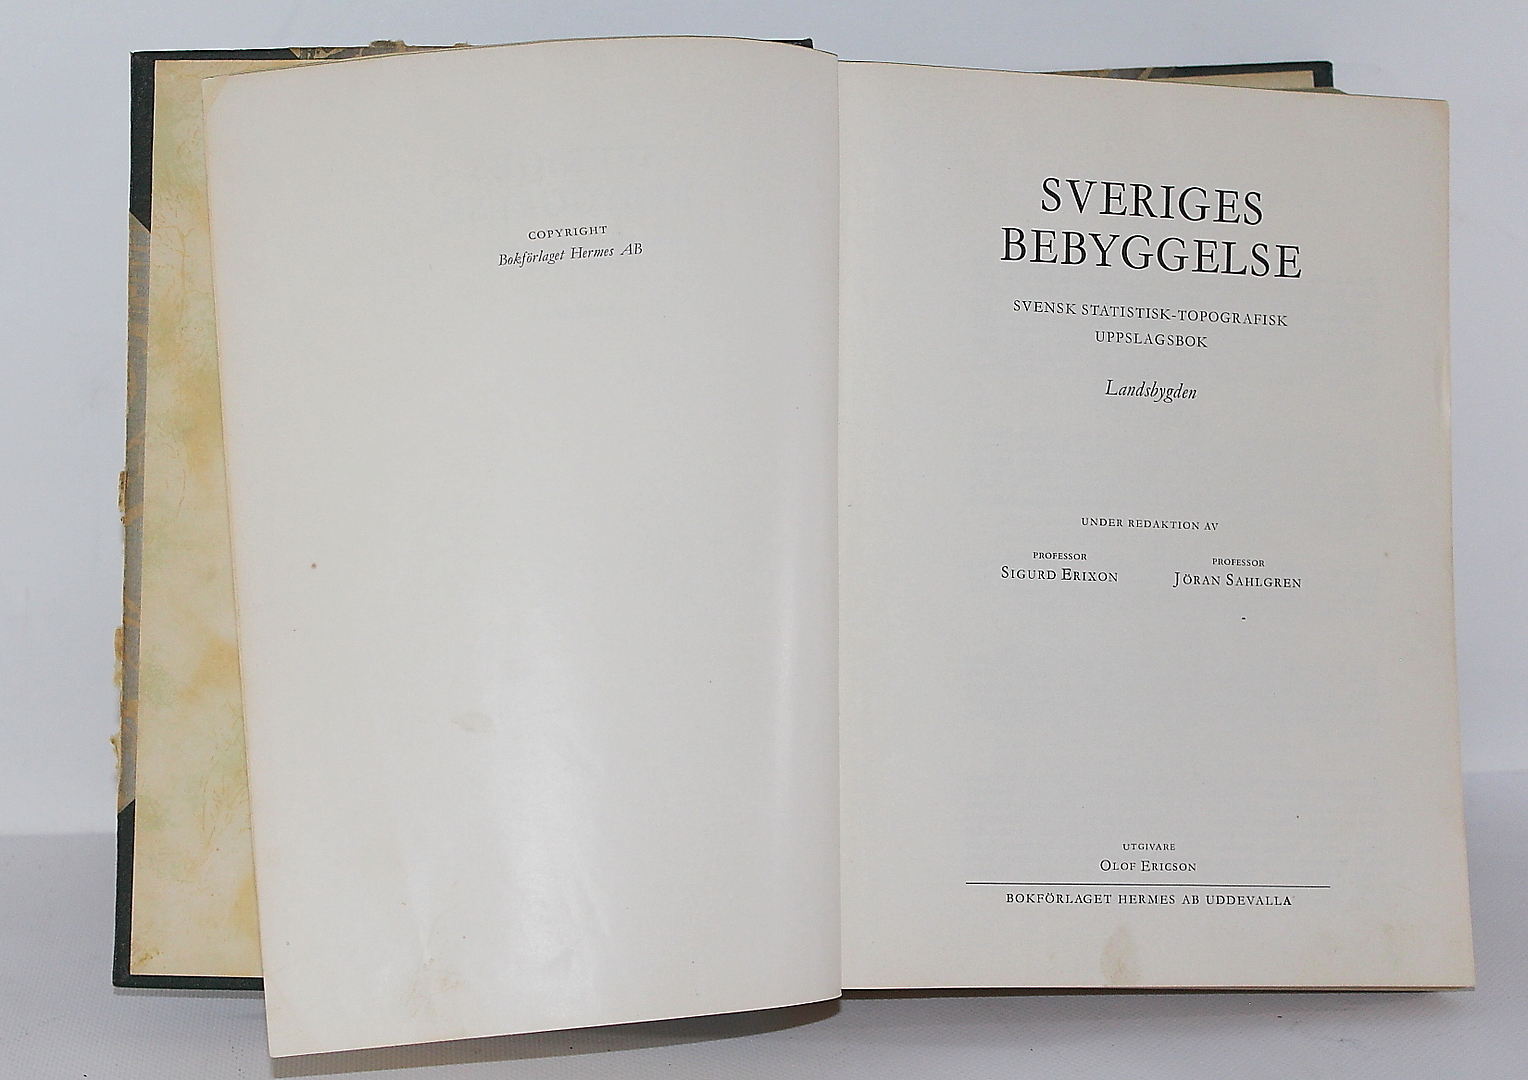 COPYRIGHT
Bokförlaget Hermes AB
SVERIGES
BEBYGGELSE
SVENSK STATISTISK-TOPOGRAFISK
UPPSLAGSBOK
Landsbygden
UNDER REDAKTION AV
PROFESSOR
SIGURD ERIXON
PROFESSOR
JÖRAN SAHLGREN
UTGIVARE
OLOF ERICSON
BOKFÖRLAGET HERMES AB UDDEVALLA